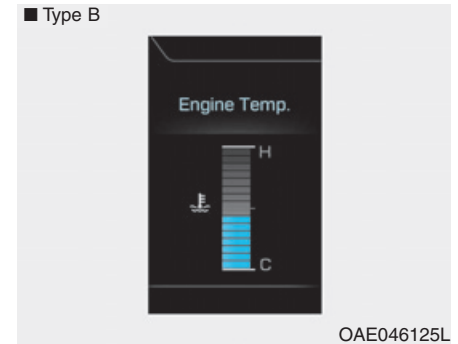 ■ Type B
Engine Temp.
H
C
OAE046125L